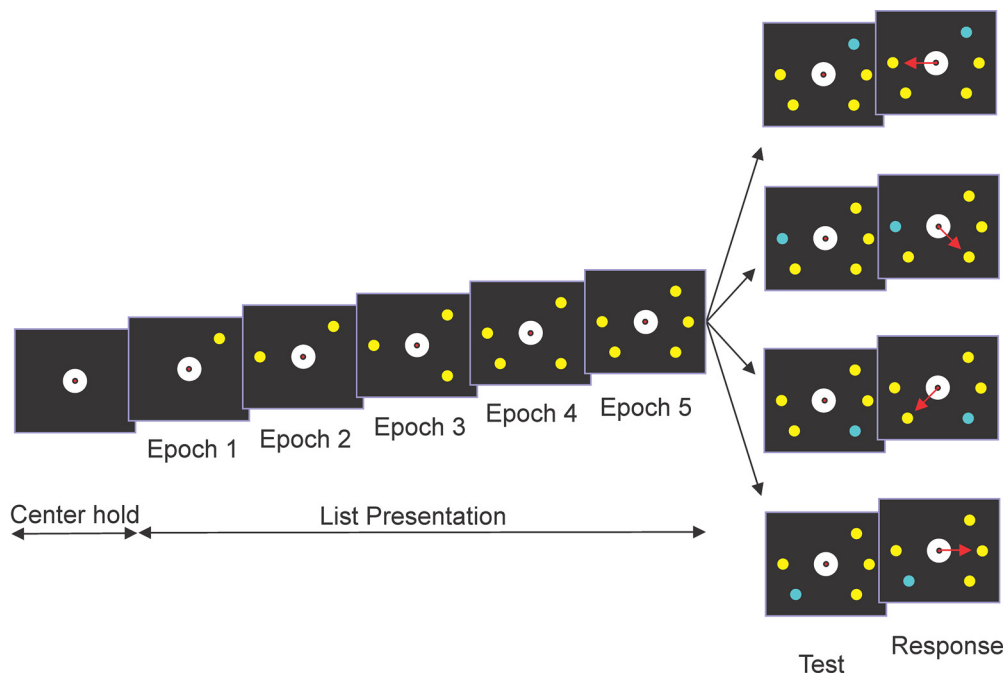 Epoch 1
Epoch 2
Epoch 3
Epoch 4
Epoch 5
Center hold
List Presentation
Test
Response